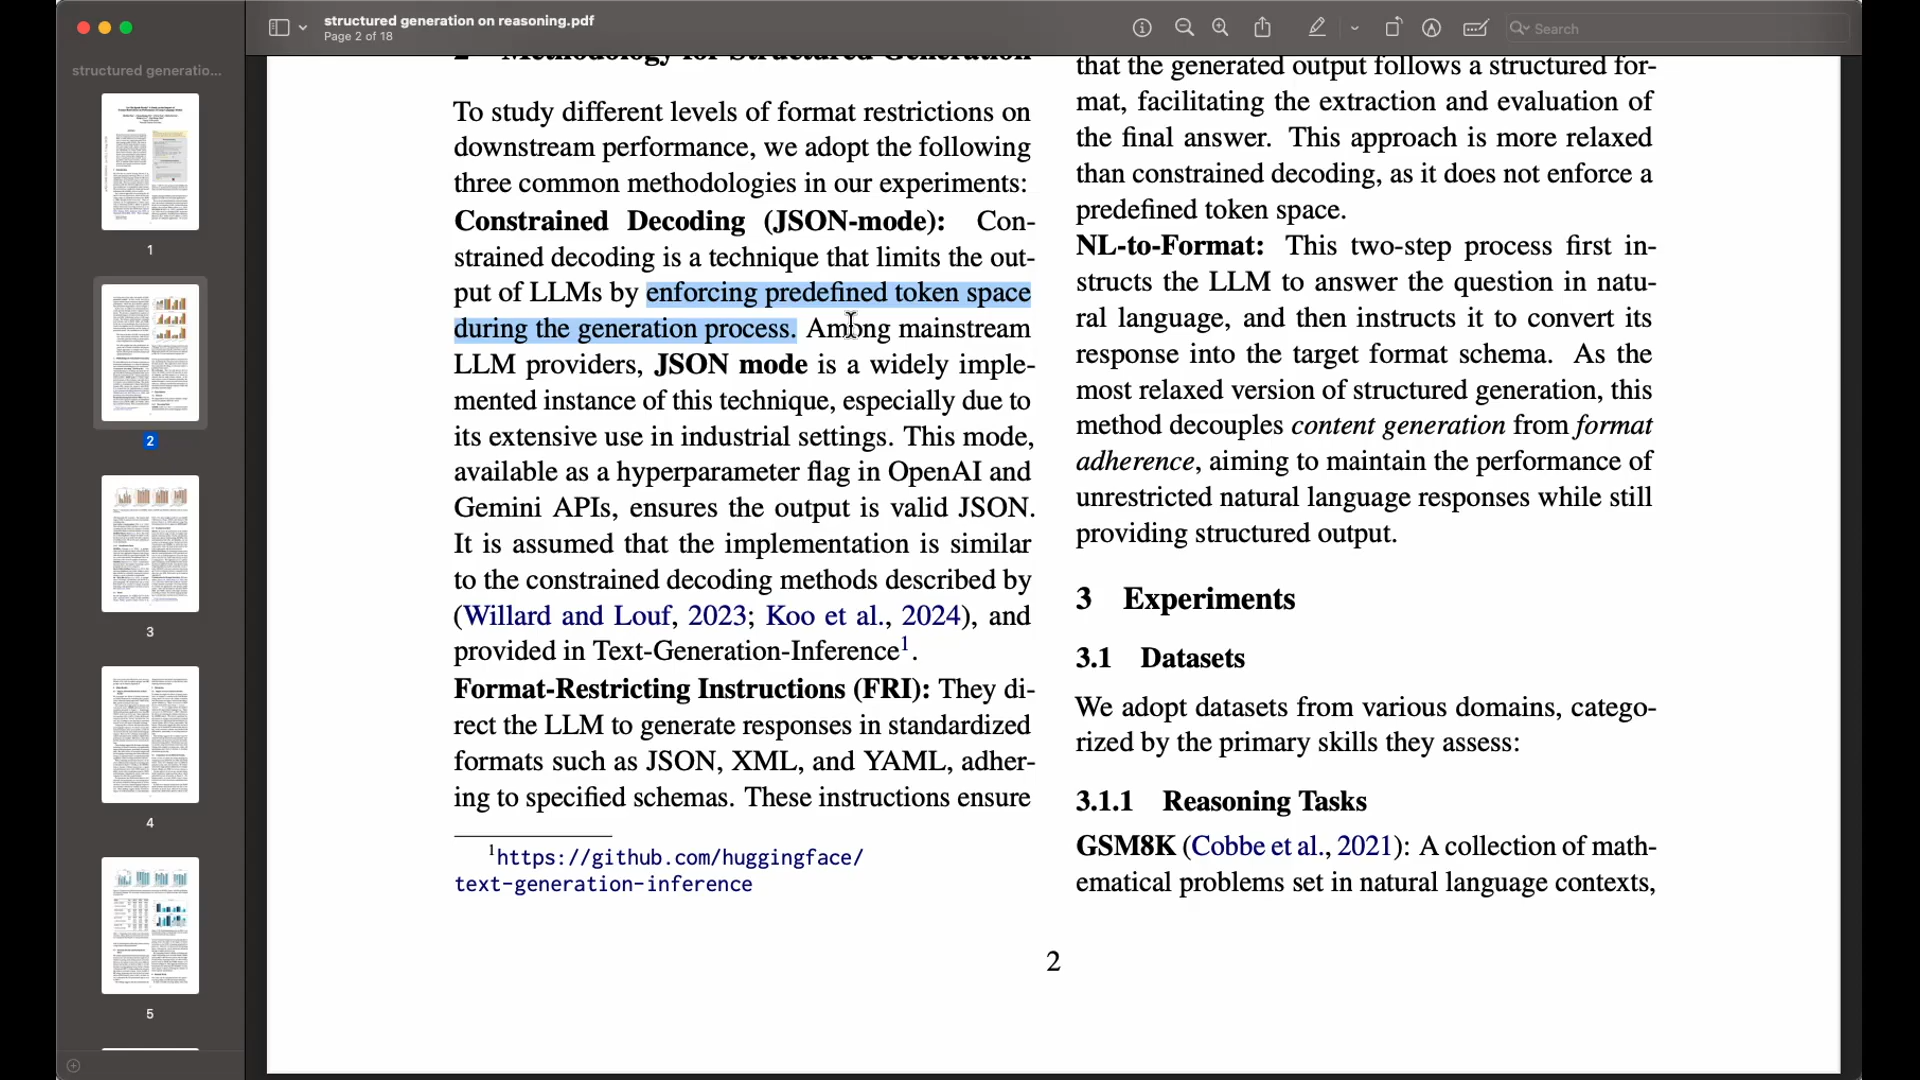 structured generation on reasoning.pdf
Page 2 of 18
Search
structured generatio...
1
2
3
4
5
2 Methodology for Structured Generation
To study different levels of format restrictions on
downstream performance, we adopt the following
three common methodologies in our experiments:
Constrained Decoding (JSON-mode): Con-
strained decoding is a technique that limits the out-
put of LLMs by enforcing predefined token space
during the generation process. Among mainstream
LLM providers, JSON mode is a widely imple-
mented instance of this technique, especially due to
its extensive use in industrial settings. This mode,
available as a hyperparameter flag in OpenAI and
Gemini APIs, ensures the output is valid JSON.
It is assumed that the implementation is similar
to the constrained decoding methods described by
(Willard and Louf, 2023; Koo et al., 2024), and
provided in Text-Generation-Inference1.
Format-Restricting Instructions (FRI): They di-
rect the LLM to generate responses in standardized
formats such as JSON, XML, and YAML, adher-
ing to specified schemas. These instructions ensure
1https://github.com/huggingface/
text-generation-inference
that the generated output follows a structured for-
mat, facilitating the extraction and evaluation of
the final answer. This approach is more relaxed
than constrained decoding, as it does not enforce a
predefined token space.
NL-to-Format: This two-step process first in-
structs the LLM to answer the question in natu-
ral language, and then instructs it to convert its
response into the target format schema. As the
most relaxed version of structured generation, this
method decouples content generation from format
adherence, aiming to maintain the performance of
unrestricted natural language responses while still
providing structured output.
3 Experiments
3.1 Datasets
We adopt datasets from various domains, catego-
rized by the primary skills they assess:
3.1.1 Reasoning Tasks
GSM8K (Cobbe et al., 2021): A collection of math-
ematical problems set in natural language contexts,
2